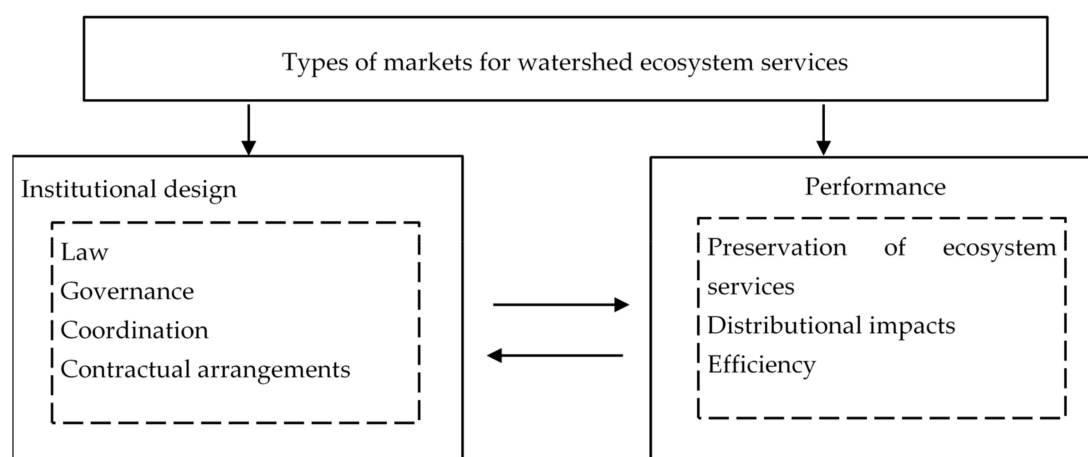 Types of markets for watershed ecosystem services
Institutional design
Law
Governance
Coordination
Contractual arrangements
Performance
Preservation of ecosystem
services
Distributional impacts
Efficiency